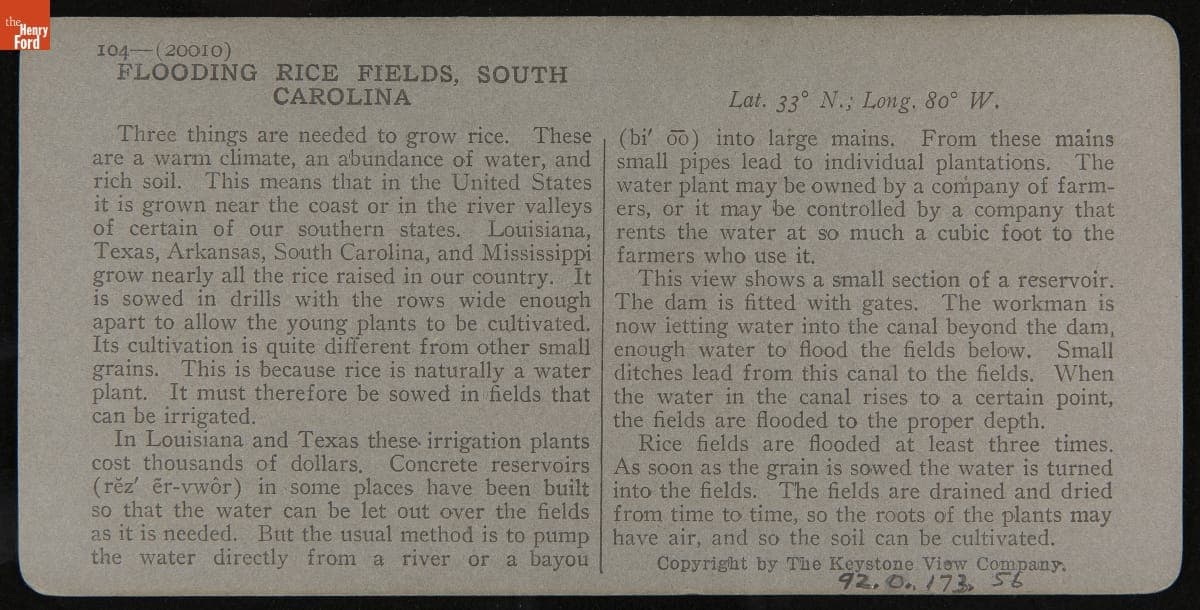 the
Henry
Ford
104—(20010)
FLOODING RICE FIELDS, SOUTH
CAROLINA
Three things are needed to grow rice. These
are a warm climate, an abundance of water, and
rich soil. This means that in the United States
it is grown near the coast or in the river valleys
of certain of our southern states. Louisiana,
Texas, Arkansas, South Carolina, and Mississippi
grow nearly all the rice raised in our country. It
is sowed in drills with the rows wide enough
apart to allow the young plants to be cultivated.
Its cultivation is quite different from other small
grains. This is because rice is naturally a water
plant. It must therefore be sowed in fields that
can be irrigated.
In Louisiana and Texas these irrigation plants
cost thousands of dollars. Concrete reservoirs
(rĕz′ ẽr-vwôr) in some places have been built
so that the water can be let out over the fields
as it is needed. But the usual method is to pump
the water directly from a river or a bayou
Lat. 33° N.; Long. 80° W.
(bi′ o͞o) into large mains. From these mains
small pipes lead to individual plantations. The
water plant may be owned by a company of farm-
ers, or it may be controlled by a company that
rents the water at so much a cubic foot to the
farmers who use it.
This view shows a small section of a reservoir.
The dam is fitted with gates. The workman is
now ietting water into the canal beyond the dam,
enough water to flood the fields below. Small
ditches lead from this canal to the fields. When
the water in the canal rises to a certain point,
the fields are flooded to the proper depth.
Rice fields are flooded at least three times.
As soon as the grain is sowed the water is turned
into the fields. The fields are drained and dried
from time to time, so the roots of the plants may
have air, and so the soil can be cultivated.
Copyright by The Keystone View Company.
92.0.173.56